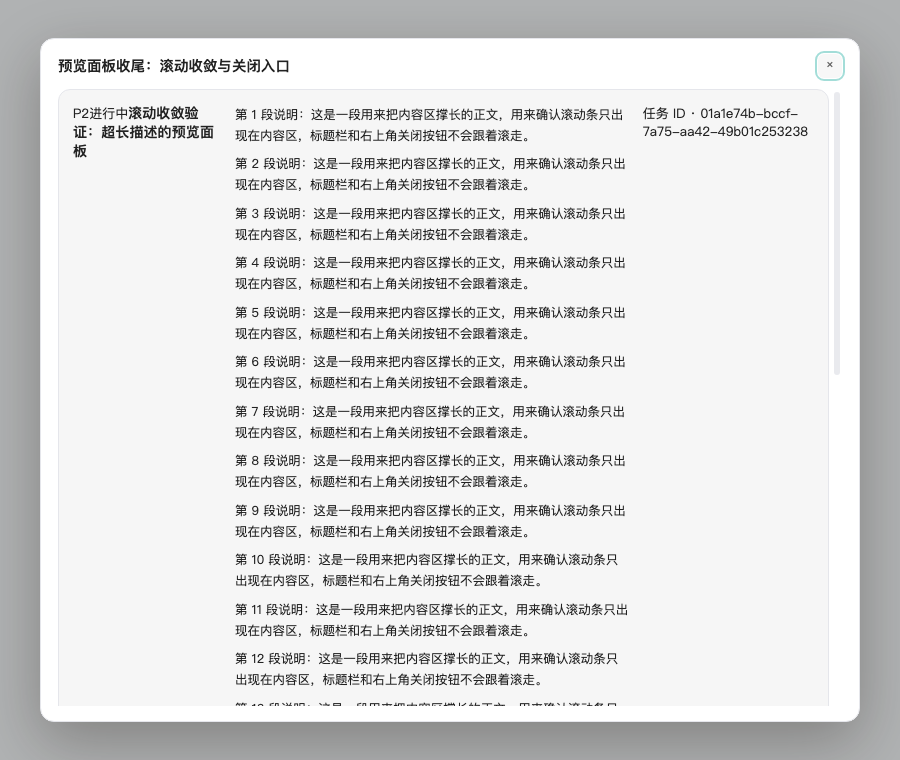 预览面板收尾：滚动收敛与关闭入口
×
P2进行中滚动收敛验
证：超长描述的预览面
板
第 1 段说明：这是一段用来把内容区撑长的正文，用来确认滚动条只出
现在内容区，标题栏和右上角关闭按钮不会跟着滚走。
第 2 段说明：这是一段用来把内容区撑长的正文，用来确认滚动条只出
现在内容区，标题栏和右上角关闭按钮不会跟着滚走。
第 3 段说明：这是一段用来把内容区撑长的正文，用来确认滚动条只出
现在内容区，标题栏和右上角关闭按钮不会跟着滚走。
第 4 段说明：这是一段用来把内容区撑长的正文，用来确认滚动条只出
现在内容区，标题栏和右上角关闭按钮不会跟着滚走。
第 5 段说明：这是一段用来把内容区撑长的正文，用来确认滚动条只出
现在内容区，标题栏和右上角关闭按钮不会跟着滚走。
第 6 段说明：这是一段用来把内容区撑长的正文，用来确认滚动条只出
现在内容区，标题栏和右上角关闭按钮不会跟着滚走。
第 7 段说明：这是一段用来把内容区撑长的正文，用来确认滚动条只出
现在内容区，标题栏和右上角关闭按钮不会跟着滚走。
第 8 段说明：这是一段用来把内容区撑长的正文，用来确认滚动条只出
现在内容区，标题栏和右上角关闭按钮不会跟着滚走。
第 9 段说明：这是一段用来把内容区撑长的正文，用来确认滚动条只出
现在内容区，标题栏和右上角关闭按钮不会跟着滚走。
第 10 段说明：这是一段用来把内容区撑长的正文，用来确认滚动条只
出现在内容区，标题栏和右上角关闭按钮不会跟着滚走。
第 11 段说明：这是一段用来把内容区撑长的正文，用来确认滚动条只出
现在内容区，标题栏和右上角关闭按钮不会跟着滚走。
第 12 段说明：这是一段用来把内容区撑长的正文，用来确认滚动条只
出现在内容区，标题栏和右上角关闭按钮不会跟着滚走。
任务 ID · 01a1e74b-bccf-
7a75-aa42-49b01c253238